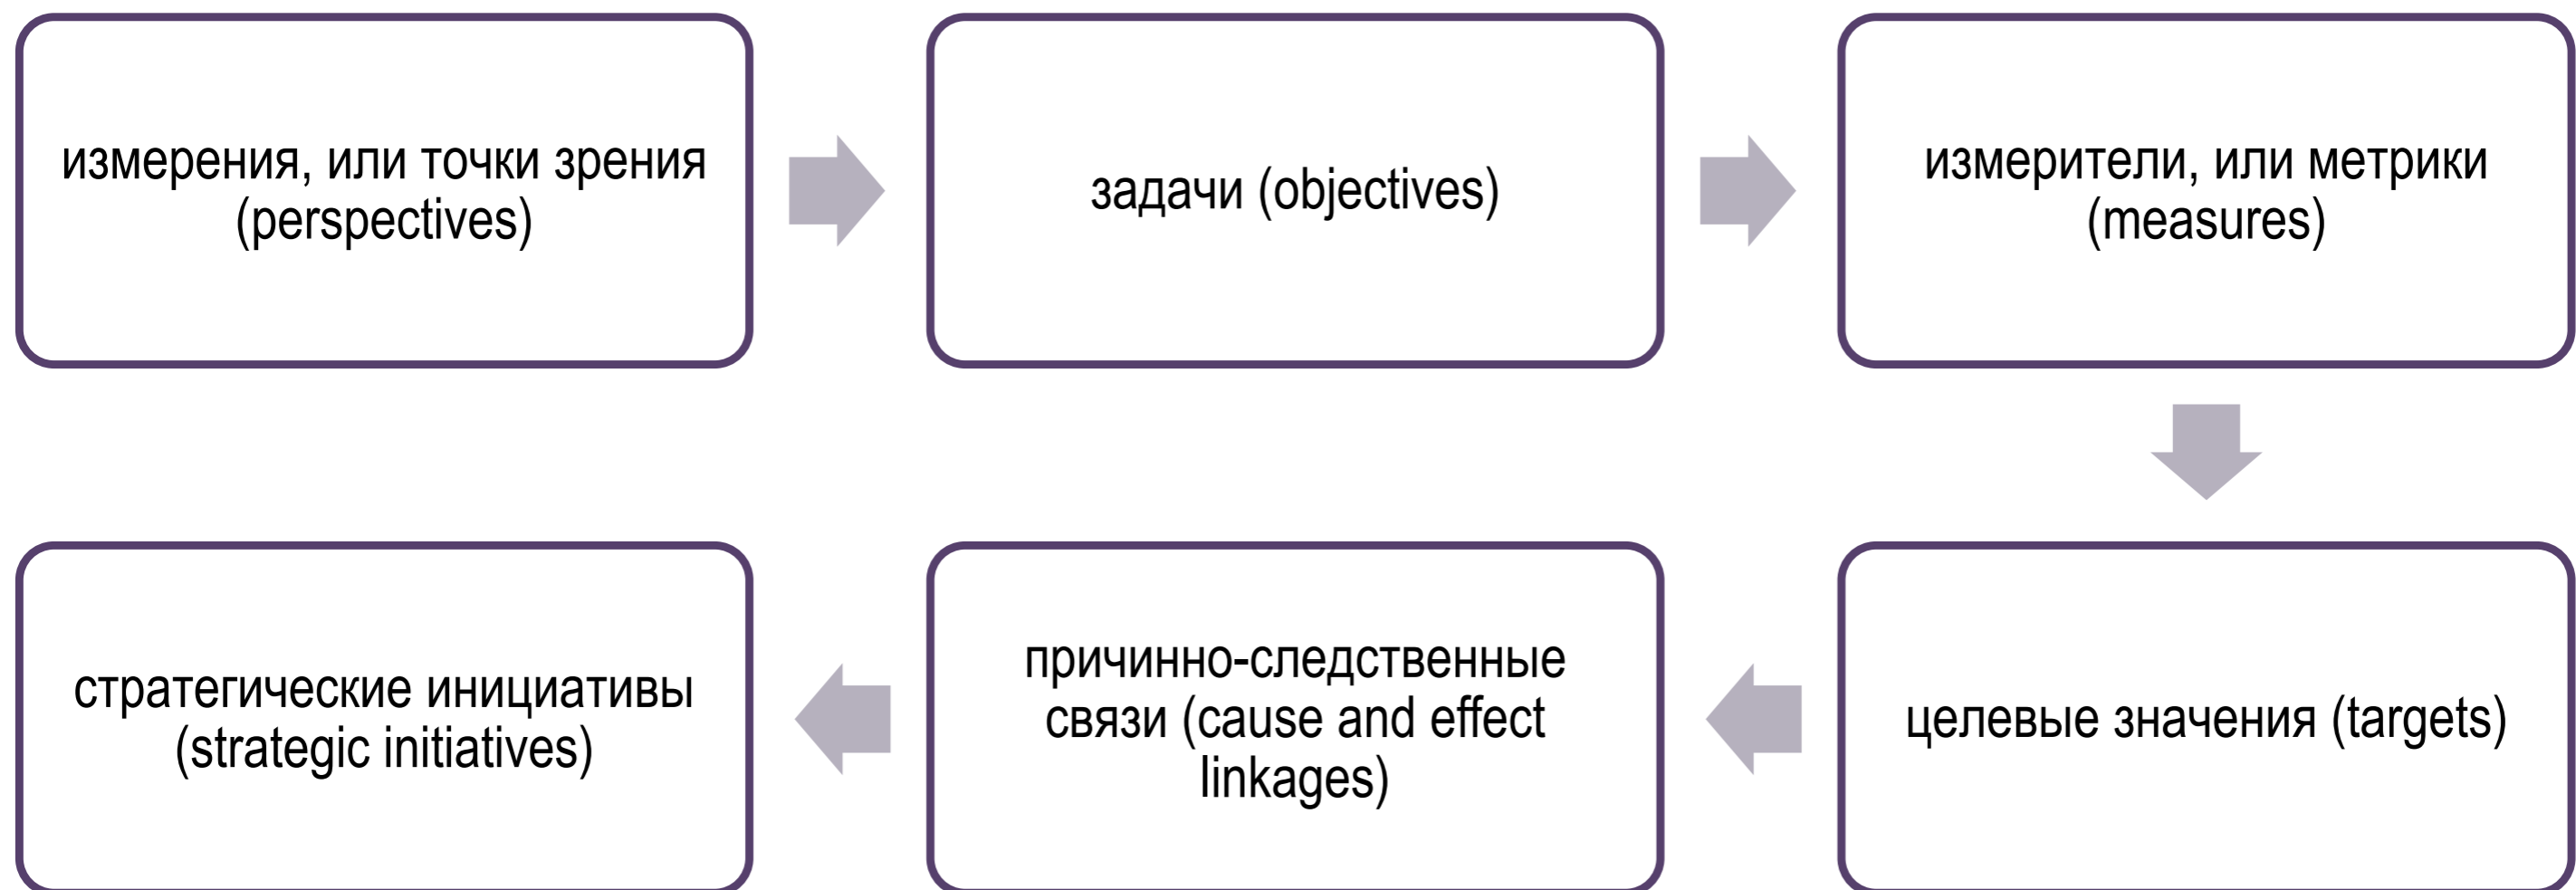 измерения, или точки зрения
(perspectives)
задачи (objectives)
измерители, или метрики
(measures)
целевые значения (targets)
причинно-следственные
связи (cause and effect
linkages)
стратегические инициативы
(strategic initiatives)